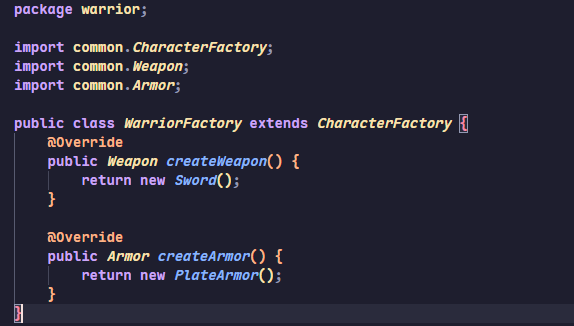 package warrior;
import common.CharacterFactory;
import common.Weapon;
import common.Armor;
public class WarriorFactory extends CharacterFactory {
@Override
public Weapon createWeapon() {
return new Sword();
}
@Override
public Armor createArmor() {
return new PlateArmor();
}
}